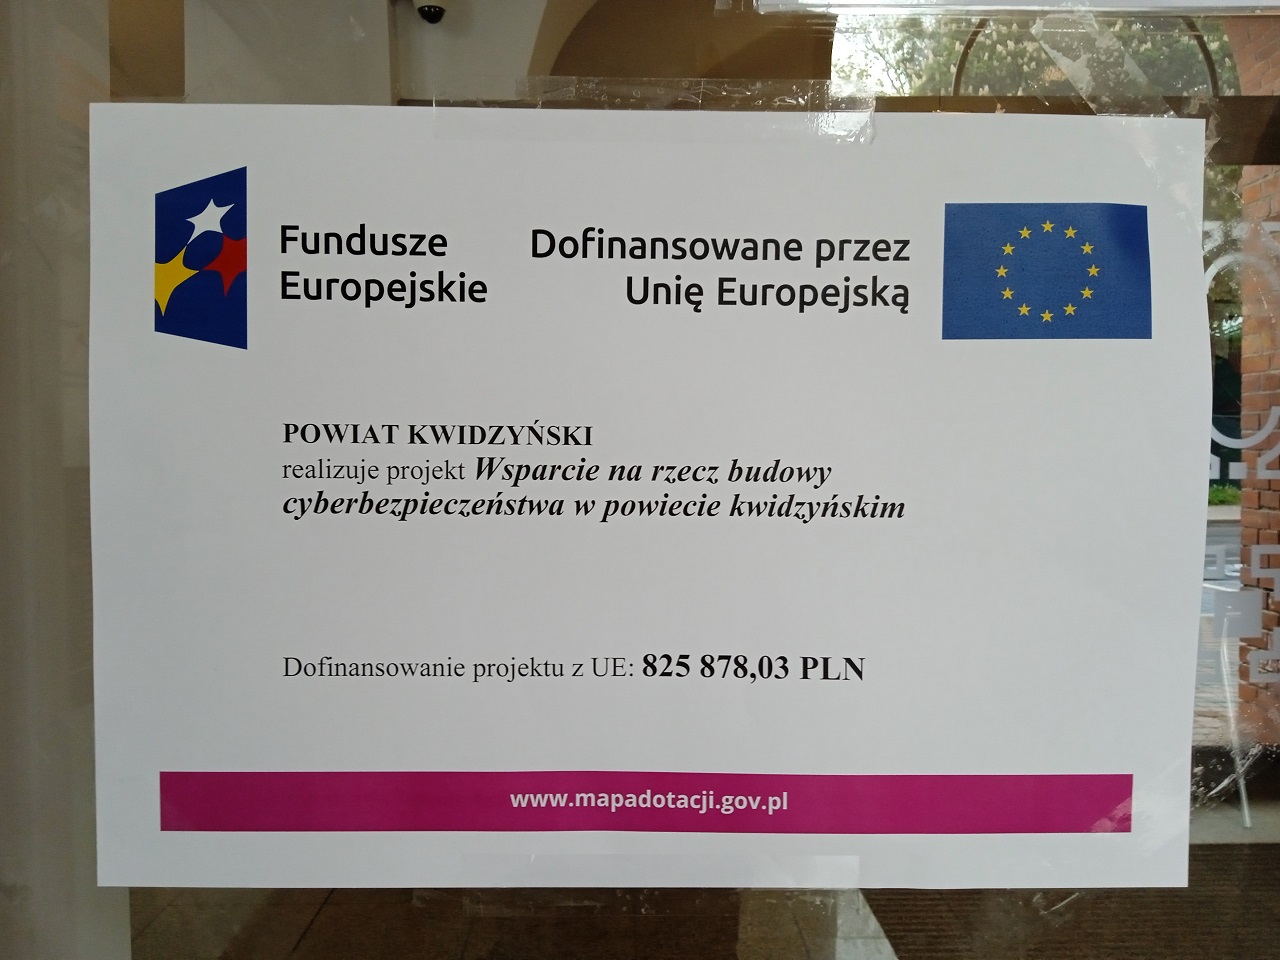 Fundusze
Europejskie
Dofinansowane przez
Unię Europejską
POWIAT KWIDZYŃSKI
realizuje projekt Wsparcie na rzecz budowy
cyberbezpieczeństwa w powiecie kwidzyńskim
Dofinansowanie projektu z UE: 825 878,03 PLN
www.mapadotacji.gov.pl